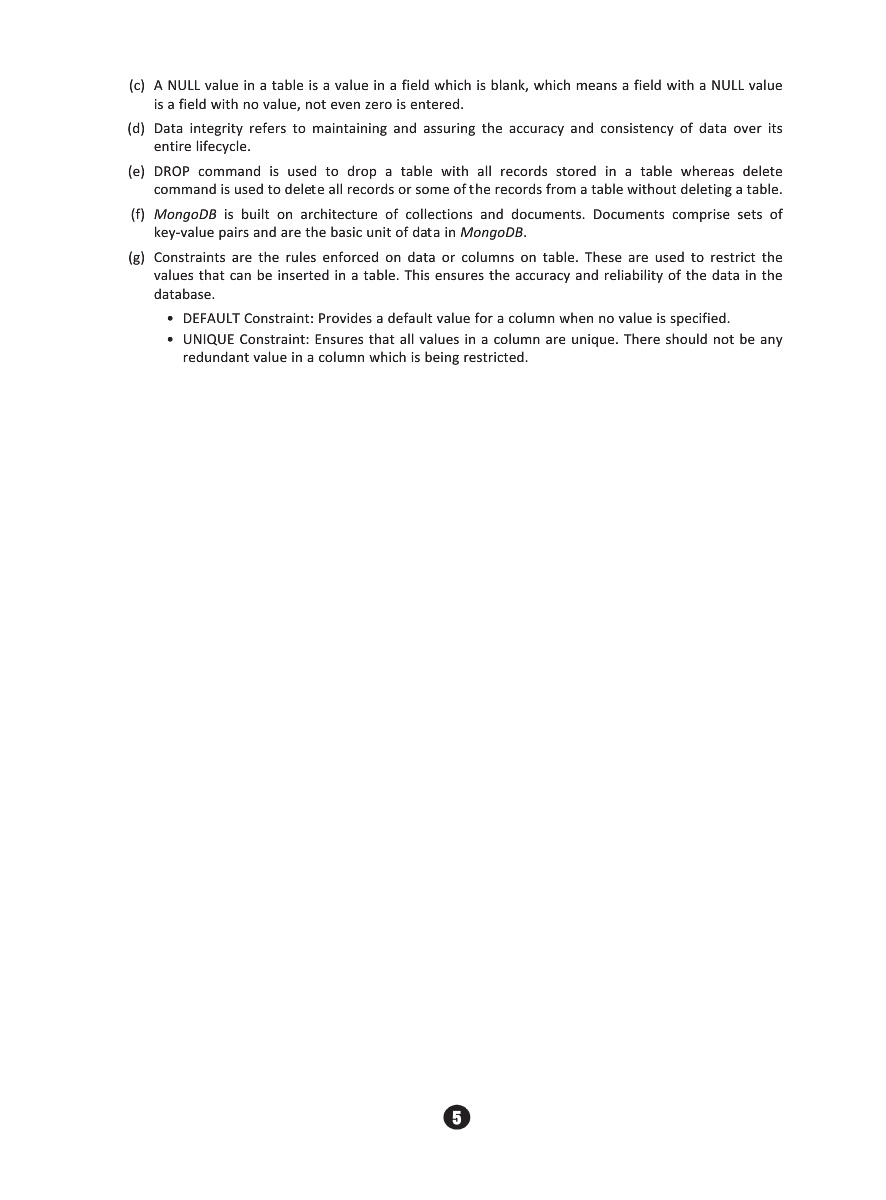 (c) A NULL value in a table is a value in a field which is blank, which means a field with a NULL value
is a field with no value, not even zero is entered.
(d) Data integrity refers to maintaining and assuring the accuracy and consistency of data over its
entire lifecycle.
(e) DROP command is used to drop a table with all records stored in a table whereas delete
command is used to delete all records or some of the records from a table without deleting a table.
(f) MongoDB is built on architecture of collections and documents. Documents comprise sets of
key-value pairs and are the basic unit of data in MongoDB.
(g) Constraints are the rules enforced on data or columns on table. These are used to restrict the
values that can be inserted in a table. This ensures the accuracy and reliability of the data in the
database.
• DEFAULT Constraint: Provides a default value for a column when no value is specified.
• UNIQUE Constraint: Ensures that all values in a column are unique. There should not be any
redundant value in a column which is being restricted.
5